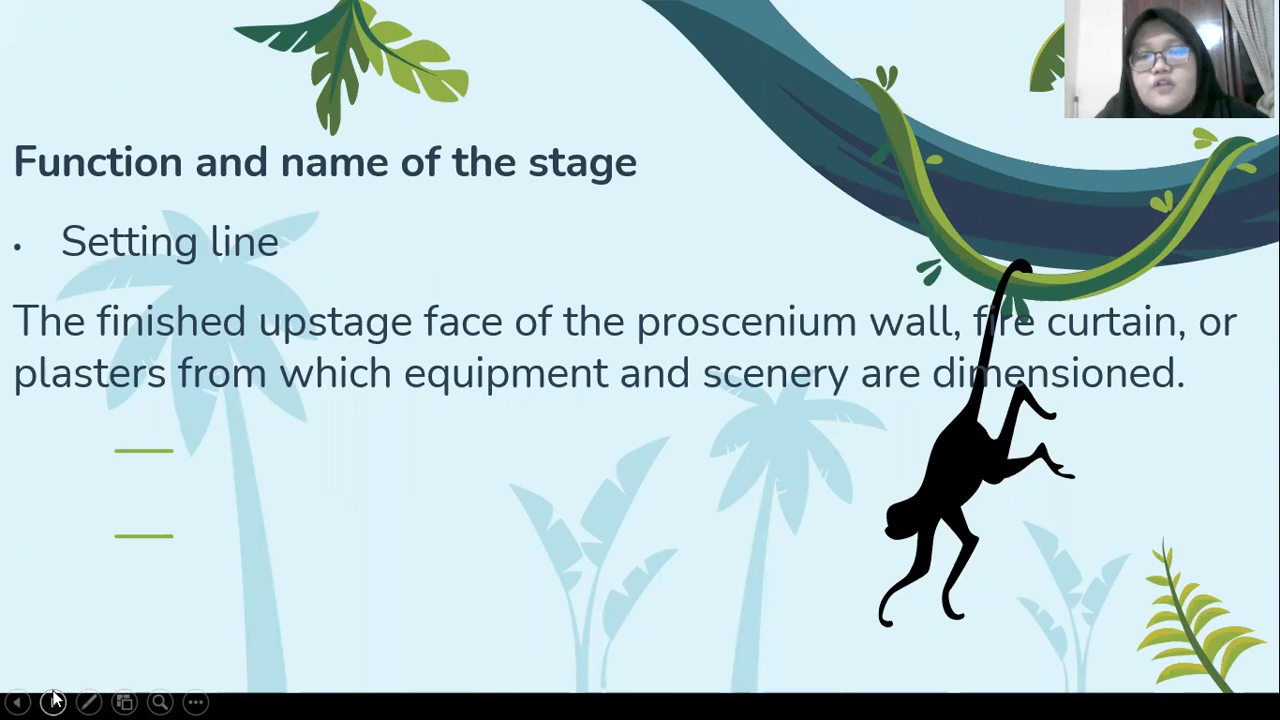 Function and name of the stage
• Setting line
The finished upstage face of the proscenium wall, fire curtain, or
plasters from which equipment and scenery are dimensioned.